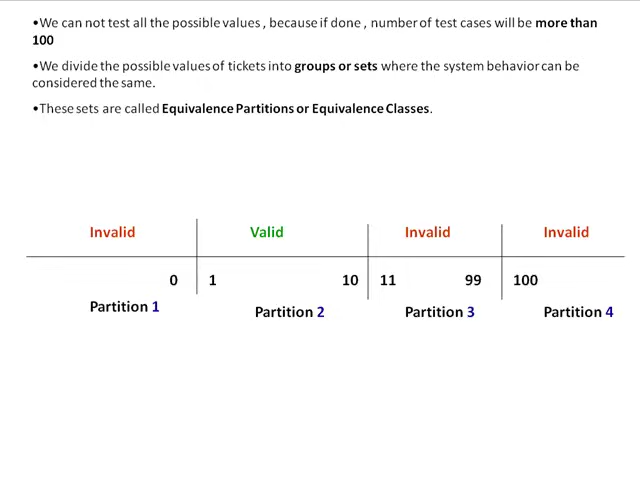 •We can not test all the possible values , because if done , number of test cases will be more than
100
•We divide the possible values of tickets into groups or sets where the system behavior can be
considered the same.
•These sets are called Equivalence Partitions or Equivalence Classes.
Invalid Valid Invalid Invalid
0 1 10 11 99 100
Partition 1 Partition 2 Partition 3 Partition 4